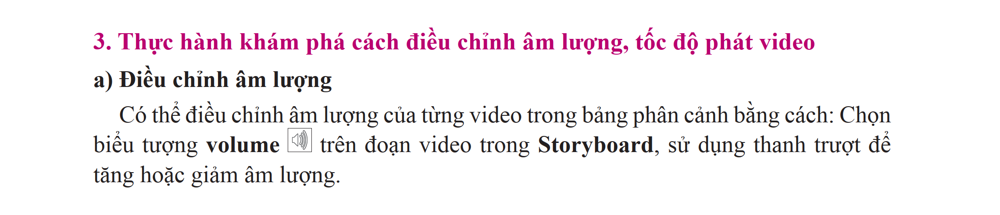 3. Thực hành khám phá cách điều chỉnh âm lượng, tốc độ phát video
a) Điều chỉnh âm lượng
Có thể điều chỉnh âm lượng của từng video trong bảng phân cảnh bằng cách: Chọn
biểu tượng volume trên đoạn video trong Storyboard, sử dụng thanh trượt để
tăng hoặc giảm âm lượng.